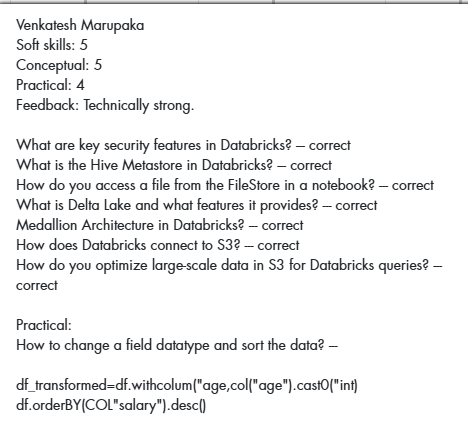 Venkatesh Marupaka
Soft skills: 5
Conceptual: 5
Practical: 4
Feedback: Technically strong.
What are key security features in Databricks? – correct
What is the Hive Metastore in Databricks? – correct
How do you access a file from the FileStore in a notebook? – correct
What is Delta Lake and what features it provides? – correct
Medallion Architecture in Databricks? – correct
How does Databricks connect to S3? – correct
How do you optimize large-scale data in S3 for Databricks queries? –
correct
Practical:
How to change a field datatype and sort the data? –
df_transformed=df.withcolum("age,col("age").cast0("int)
df.orderBY(COL"salary").desc()